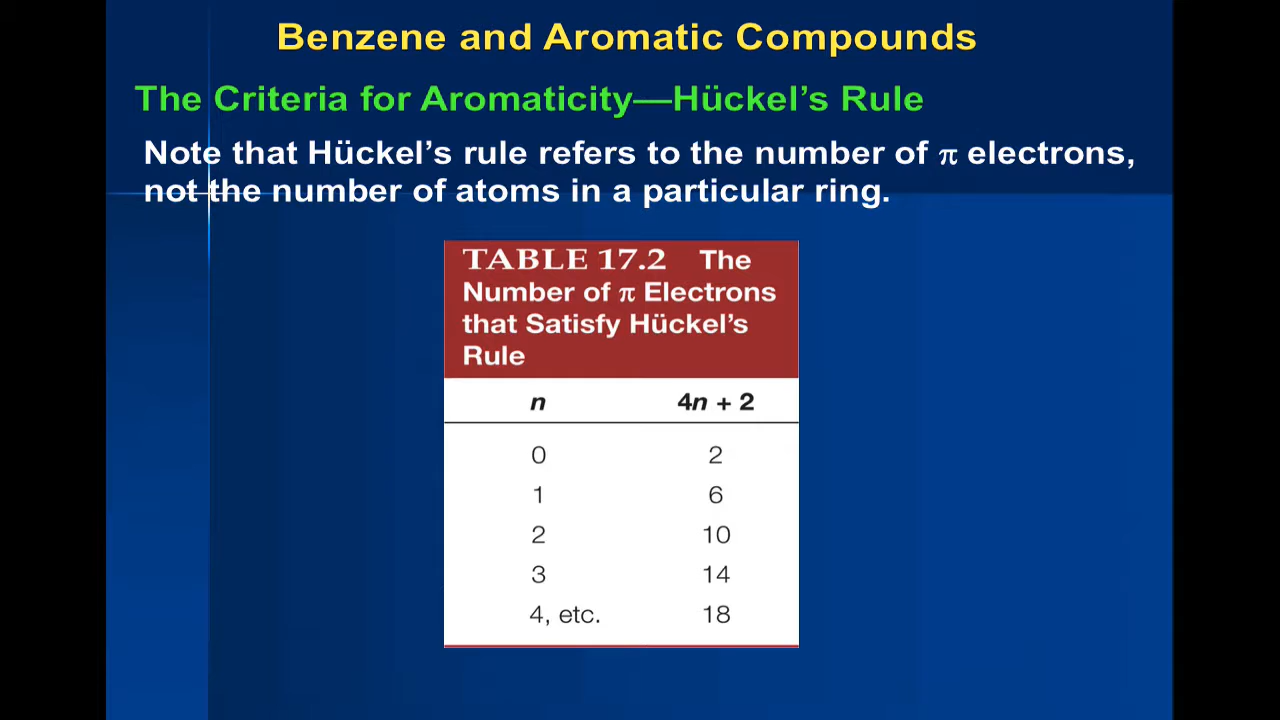 Benzene and Aromatic Compounds
The Criteria for Aromaticity—Hückel's Rule
Note that Hückel's rule refers to the number of π electrons,
not the number of atoms in a particular ring.
TABLE 17.2 The
Number of π Electrons
that Satisfy Hückel's
Rule
n 4n + 2
0 2
1 6
2 10
3 14
4, etc. 18